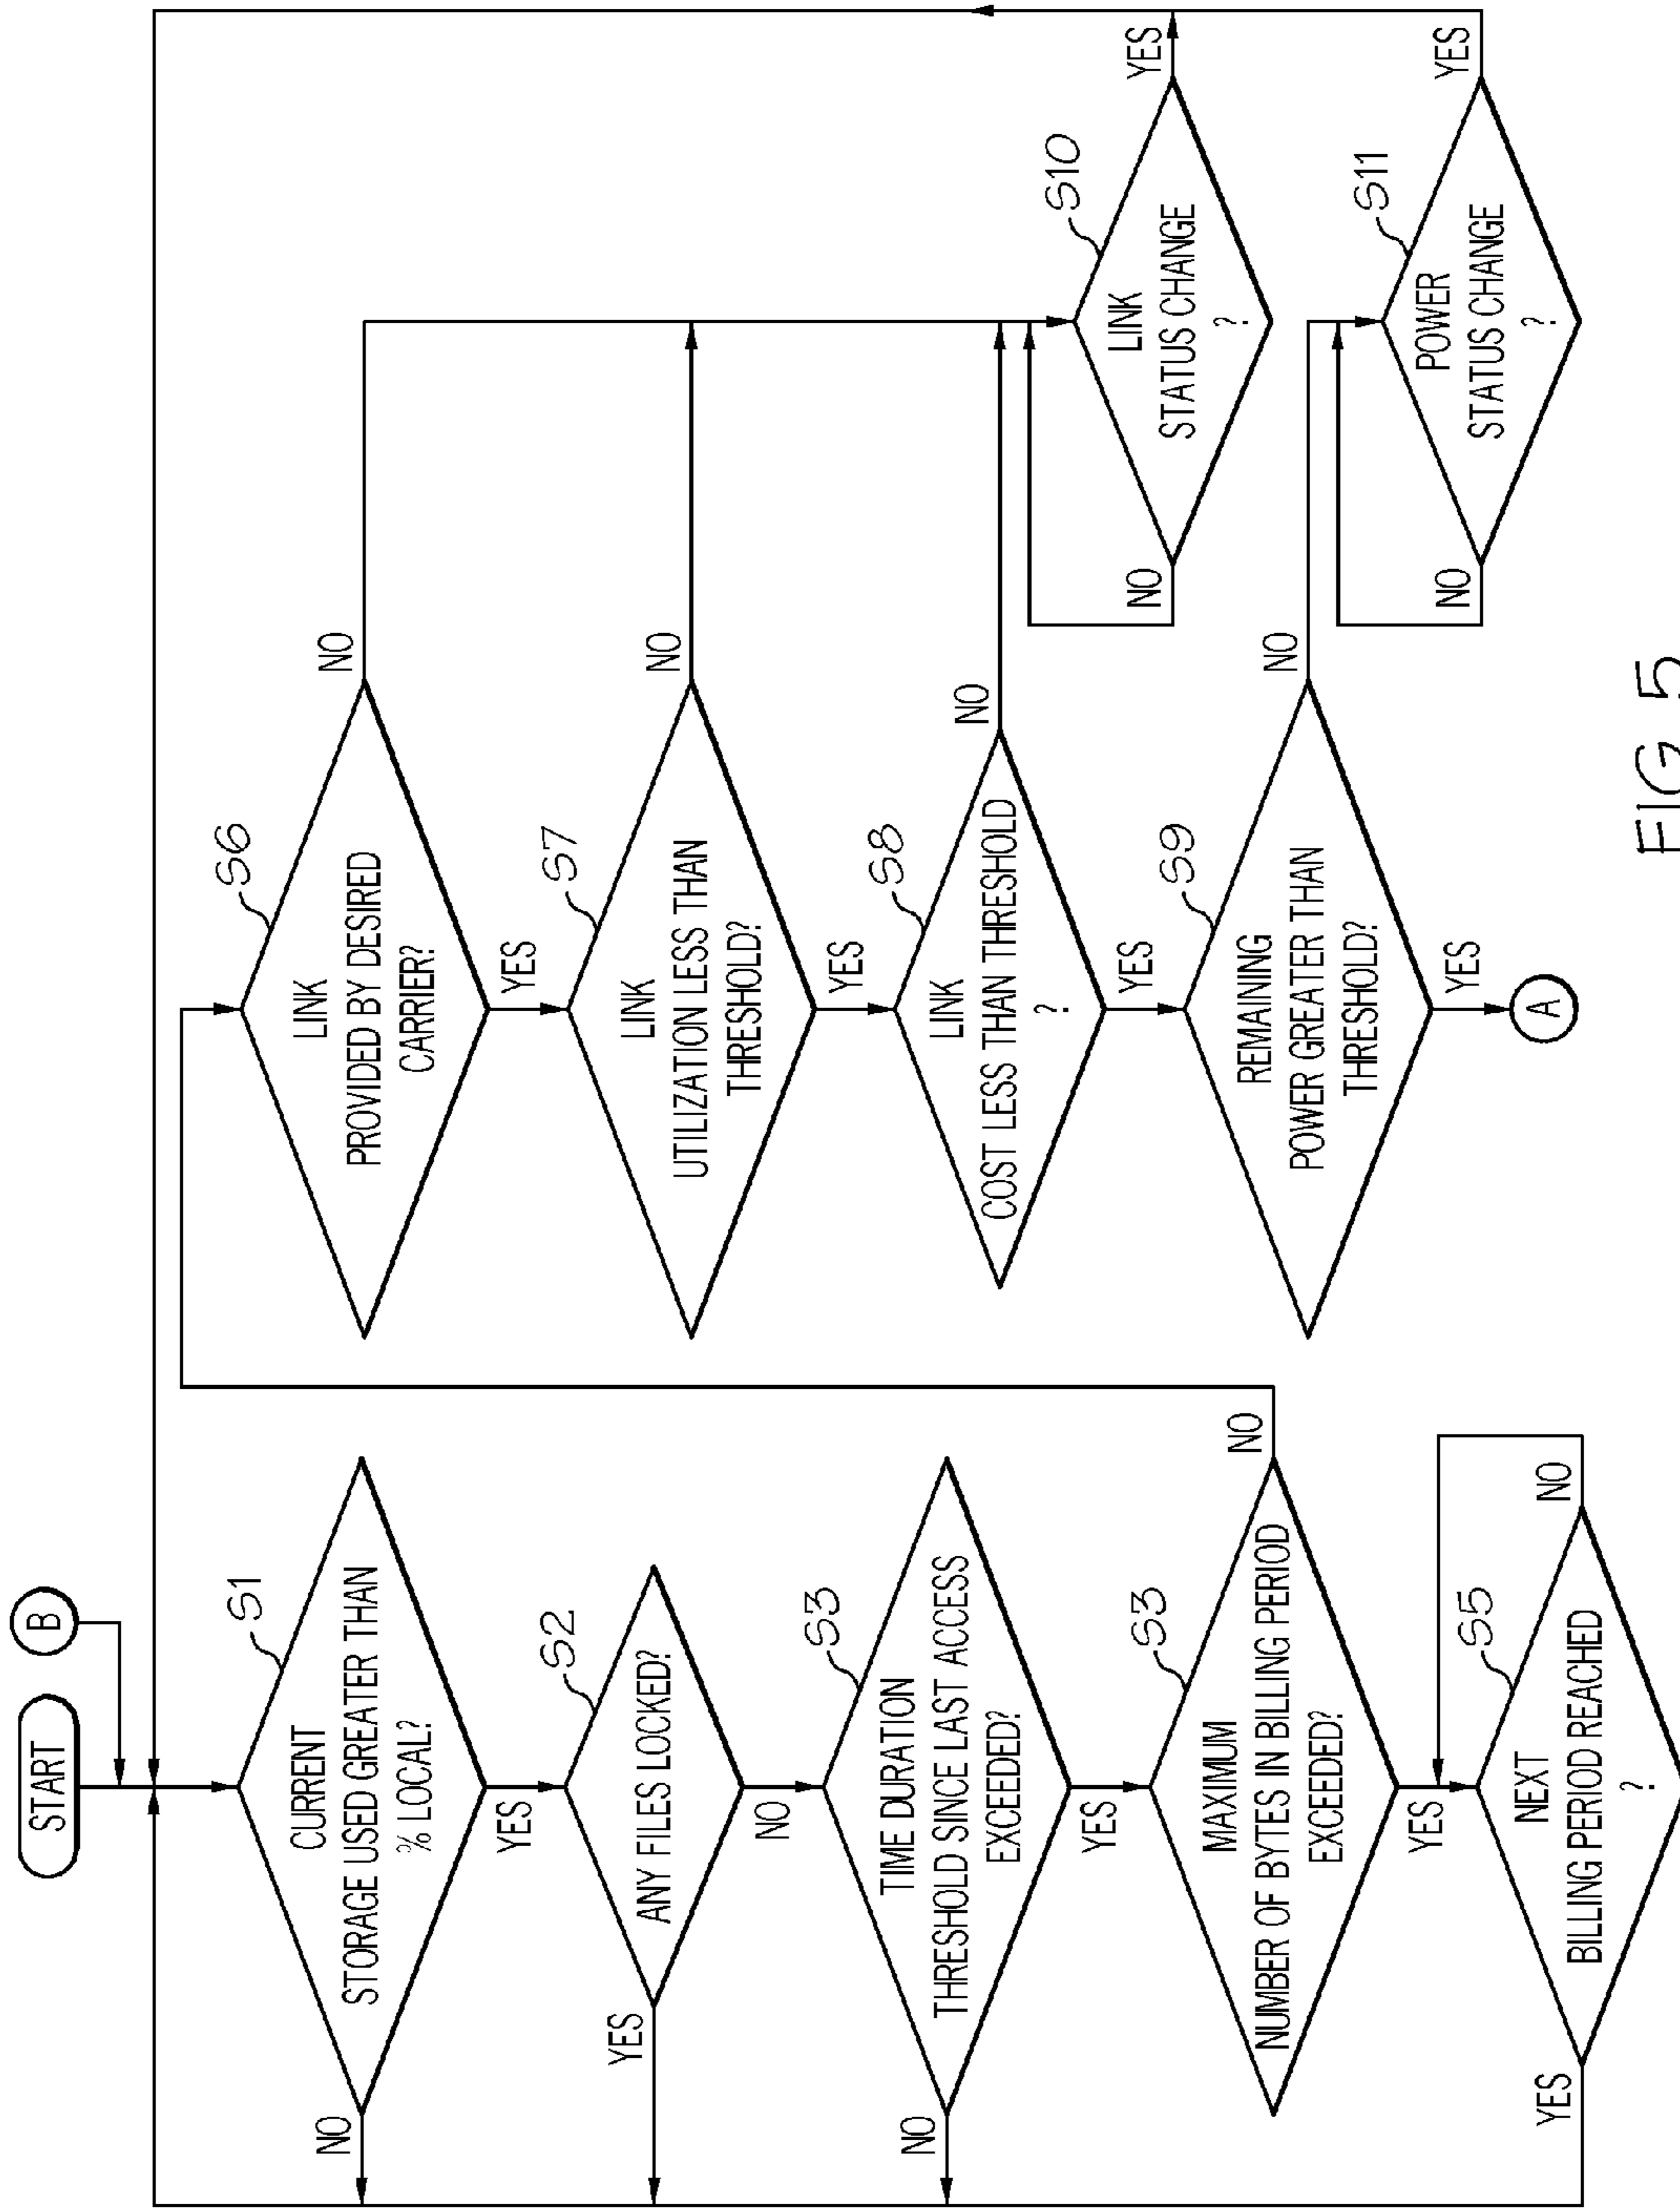 START
B
S1
CURRENT
STORAGE USED GREATER THAN
% LOCAL?
NO
YES
S2
ANY FILES LOCKED?
YES
NO
S3
TIME DURATION
THRESHOLD SINCE LAST ACCESS
EXCEEDED?
NO
YES
S3
MAXIMUM
NUMBER OF BYTES IN BILLING PERIOD
EXCEEDED?
NO
YES
S5
NEXT
BILLING PERIOD REACHED
?
YES
NO
S6
LINK
PROVIDED BY DESIRED
CARRIER?
NO
YES
S7
LINK
UTILIZATION LESS THAN
THRESHOLD?
NO
YES
S8
LINK
COST LESS THAN THRESHOLD
?
NO
YES
S9
REMAINING
POWER GREATER THAN
THRESHOLD?
NO
YES
A
S10
LINK
STATUS CHANGE
?
NO
YES
S11
POWER
STATUS CHANGE
?
NO
YES
FIG 5